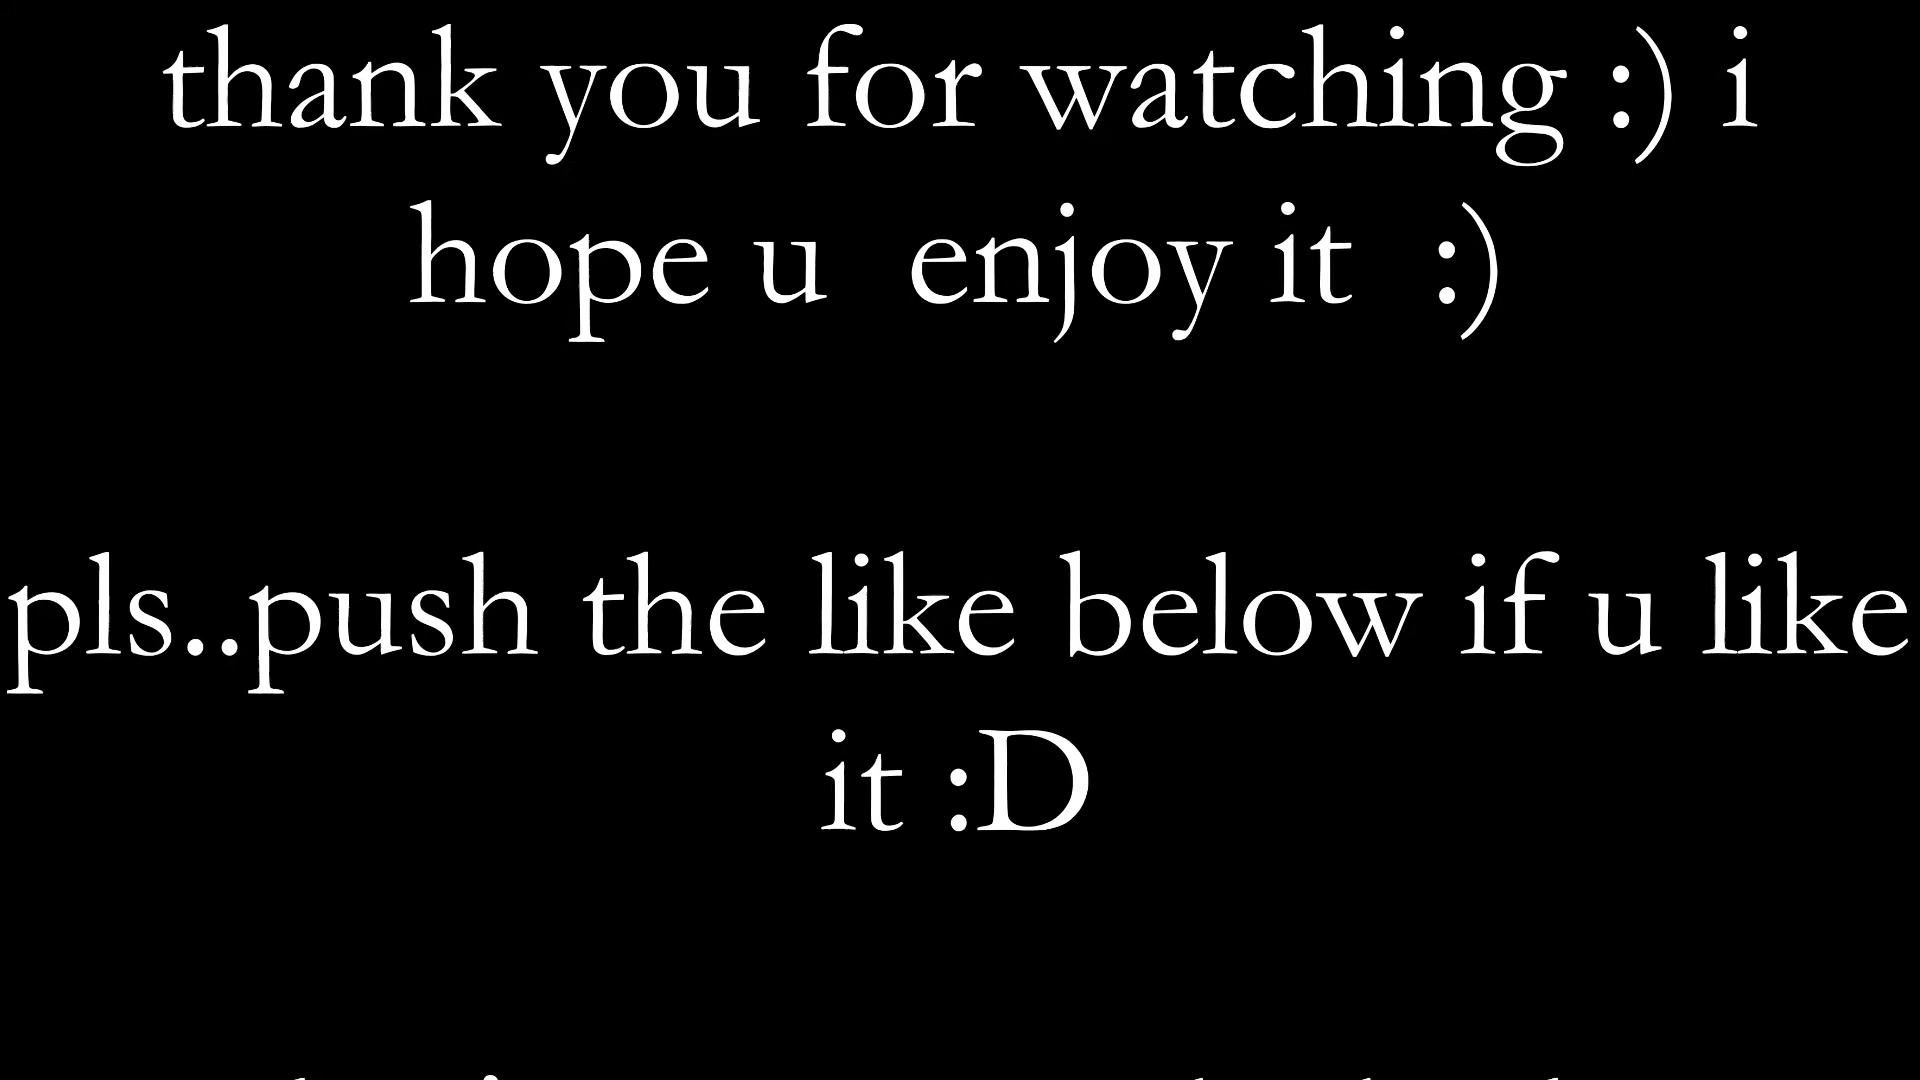 thank you for watching :) i
hope u  enjoy it  :)
pls..push the like below if u like
it :D